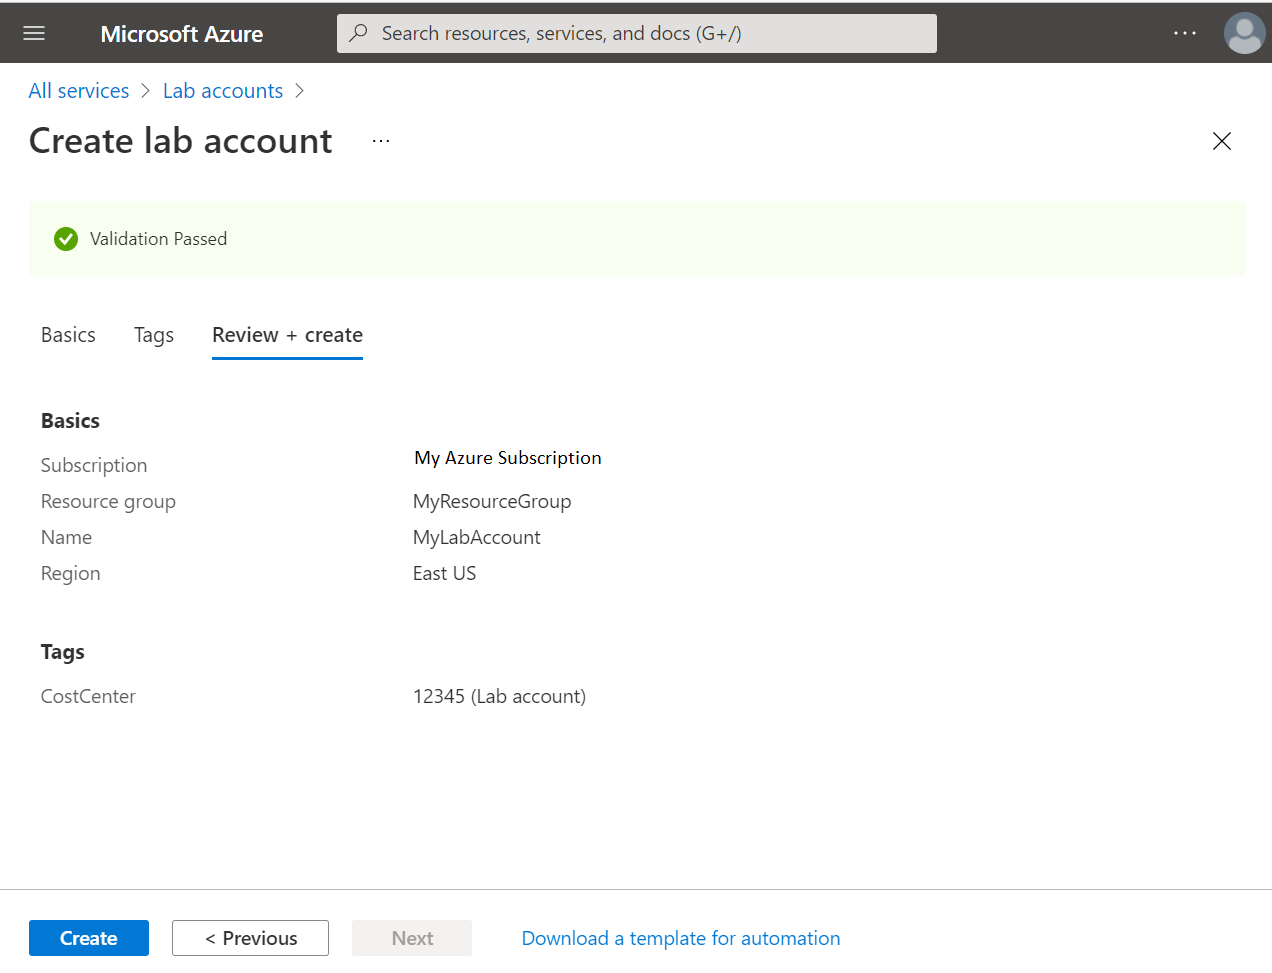 Microsoft Azure
Search resources, services, and docs (G+/)
All services > Lab accounts >
Create lab account ...
Validation Passed
Basics Tags Review + create
Basics
Subscription My Azure Subscription
Resource group MyResourceGroup
Name MyLabAccount
Region East US
Tags
CostCenter 12345 (Lab account)
Create < Previous Next Download a template for automation